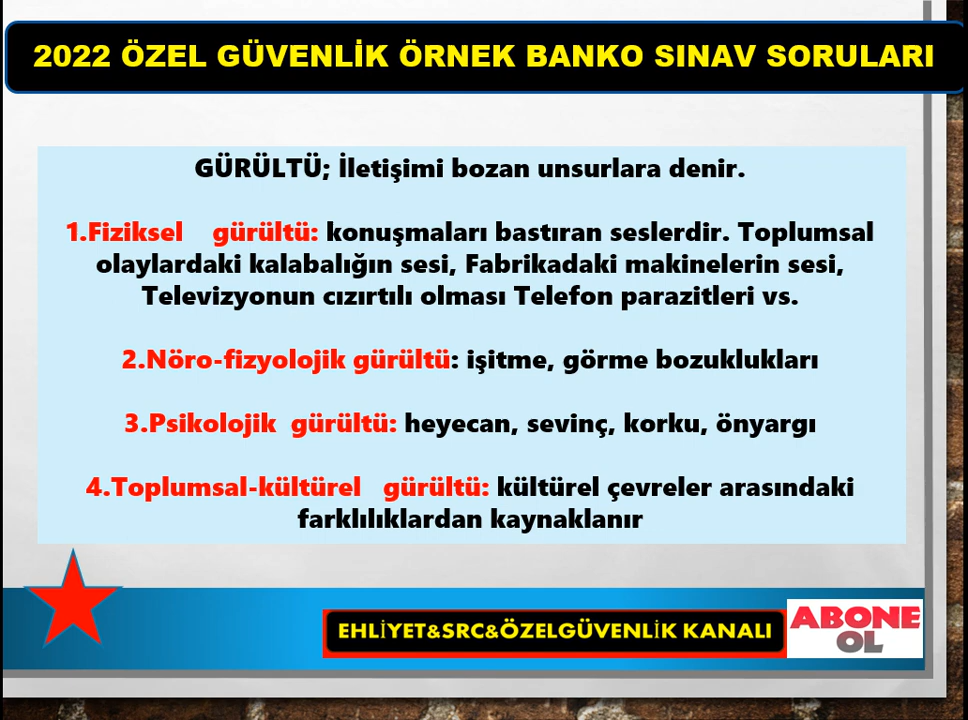 2022 ÖZEL GÜVENLİK ÖRNEK BANKO SINAV SORULARI
GÜRÜLTÜ; İletişimi bozan unsurlara denir.
1.Fiziksel gürültü: konuşmaları bastıran seslerdir. Toplumsal
olaylardaki kalabalığın sesi, Fabrikadaki makinelerin sesi,
Televizyonun cızırtılı olması Telefon parazitleri vs.
2.Nöro-fizyolojik gürültü: işitme, görme bozuklukları
3.Psikolojik gürültü: heyecan, sevinç, korku, önyargı
4.Toplumsal-kültürel gürültü: kültürel çevreler arasındaki
farklılıklardan kaynaklanır
EHLİYET&SRC&ÖZELGÜVENLİK KANALI
ABONE
OL